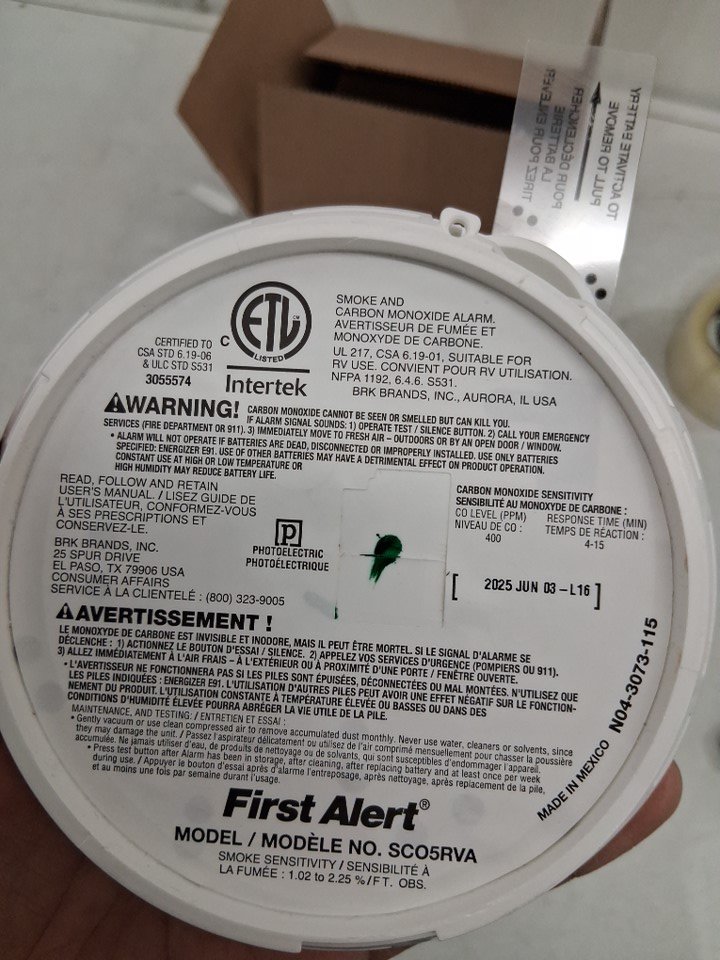 TIREZ POUR ENLEVER
LA BATTERIE
POUR DÉCLENCHER
PULL TO REMOVE
TO ACTIVATE BATTERY
ETL
CM
C
LISTED
Intertek
CERTIFIED TO
CSA STD 6.19-06
& ULC STD S531
3055574
SMOKE AND
CARBON MONOXIDE ALARM.
AVERTISSEUR DE FUMÉE ET
MONOXYDE DE CARBONE.
UL 217, CSA 6.19-01, SUITABLE FOR
RV USE. CONVIENT POUR RV UTILISATION.
NFPA 1192, 6.4.6. S531.
BRK BRANDS, INC., AURORA, IL USA
WARNING! CARBON MONOXIDE CANNOT BE SEEN OR SMELLED BUT CAN KILL YOU.
IF ALARM SIGNAL SOUNDS: 1) OPERATE TEST / SILENCE BUTTON. 2) CALL YOUR EMERGENCY
SERVICES (FIRE DEPARTMENT OR 911). 3) IMMEDIATELY MOVE TO FRESH AIR – OUTDOORS OR BY AN OPEN DOOR / WINDOW.
• ALARM WILL NOT OPERATE IF BATTERIES ARE DEAD, DISCONNECTED OR IMPROPERLY INSTALLED. USE ONLY BATTERIES
SPECIFIED: ENERGIZER E91. USE OF OTHER BATTERIES MAY HAVE A DETRIMENTAL EFFECT ON PRODUCT OPERATION.
CONSTANT USE AT HIGH OR LOW TEMPERATURE OR
HIGH HUMIDITY MAY REDUCE BATTERY LIFE.
READ, FOLLOW AND RETAIN
USER'S MANUAL. / LISEZ GUIDE DE
L'UTILISATEUR, CONFORMEZ-VOUS
À SES PRESCRIPTIONS ET
CONSERVEZ-LE.
BRK BRANDS, INC.
25 SPUR DRIVE
EL PASO, TX 79906 USA
CONSUMER AFFAIRS
SERVICE À LA CLIENTELÉ : (800) 323-9005
P
PHOTOELECTRIC
PHOTOÉLECTRIQUE
CARBON MONOXIDE SENSITIVITY
SENSIBILITÉ AU MONOXYDE DE CARBONE :
CO LEVEL (PPM) RESPONSE TIME (MIN)
NIVEAU DE CO : TEMPS DE RÉACTION :
400 4-15
[ 2025 JUN 03 – L16 ]
AVERTISSEMENT !
LE MONOXYDE DE CARBONE EST INVISIBLE ET INODORE, MAIS IL PEUT ÊTRE MORTEL. SI LE SIGNAL D'ALARME SE
DÉCLENCHE : 1) ACTIONNEZ LE BOUTON D'ESSAI / SILENCE. 2) APPELEZ VOS SERVICES D'URGENCE (POMPIERS OU 911).
3) ALLEZ IMMÉDIATEMENT À L'AIR FRAIS – À L'EXTÉRIEUR OU À PROXIMITÉ D'UNE PORTE / FENÊTRE OUVERTE.
• L'AVERTISSEUR NE FONCTIONNERA PAS SI LES PILES SONT ÉPUISÉES, DÉCONNECTÉES OU MAL MONTÉES. N'UTILISEZ QUE
LES PILES INDIQUÉES : ENERGIZER E91. L'UTILISATION D'AUTRES PILES PEUT AVOIR UNE EFFET NÉGATIF SUR LE FONCTION-
NEMENT DU PRODUIT. L'UTILISATION CONSTANTE À TEMPÉRATURE ÉLEVÉE OU BASSES OU DANS DES
CONDITIONS D'HUMIDITÉ ÉLEVÉE POURRA ABRÉGER LA VIE UTILE DE LA PILE.
MAINTENANCE, AND TESTING: / ENTRETIEN ET ESSAI :
• Gently vacuum or use clean compressed air to remove accumulated dust monthly. Never use water, cleaners or solvents, since
they may damage the unit. / Passez l'aspirateur délicatement ou utilisez de l'air comprimé mensuellement pour chasser la poussière
accumulée. Ne jamais utiliser d'eau, de produits de nettoyage ou de solvants, qui sont susceptibles d'endommager l'appareil.
• Press test button after Alarm has been in storage, after cleaning, after replacing battery and at least once per week
during use. / Appuyer le bouton d'essai après d'alarme l'entreposage, après nettoyage, après replacement de la pile,
et au moins une fois par semaine durant l'usage.
First Alert®
MODEL / MODÈLE NO. SCO5RVA
SMOKE SENSITIVITY / SENSIBILITÉ À
LA FUMÉE : 1.02 to 2.25 % / FT. OBS.
MADE IN MEXICO N04-3073-115